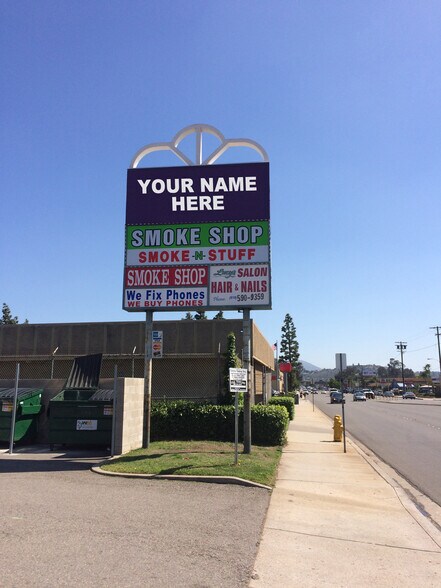 YOUR NAME
HERE
SMOKE SHOP
SMOKE-N-STUFF
SMOKE SHOP
We Fix Phones
WE BUY PHONES
SALON
HAIR & NAILS
590-9359